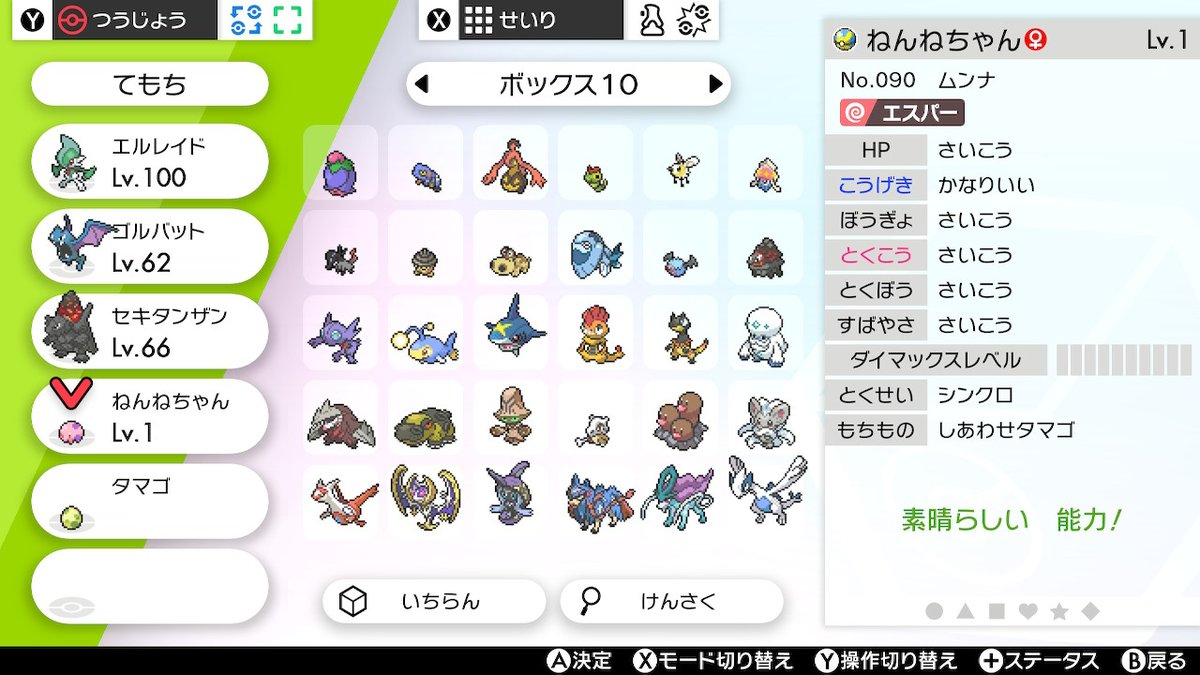 Y つうじょう
X せいり
てもち
エルレイド
Lv.100
ゴルバット
Lv.62
セキタンザン
Lv.66
ねんねちゃん
Lv.1
タマゴ
ボックス10
いちらん
けんさく
ねんねちゃん♀ Lv.1
No.090 ムンナ
エスパー
HP さいこう
こうげき かなりいい
ぼうぎょ さいこう
とくこう さいこう
とくぼう さいこう
すばやさ さいこう
ダイマックスレベル
とくせい シンクロ
もちもの しあわせタマゴ
素晴らしい 能力!
A決定 Xモード切り替え Y操作切り替え +ステータス B戻る